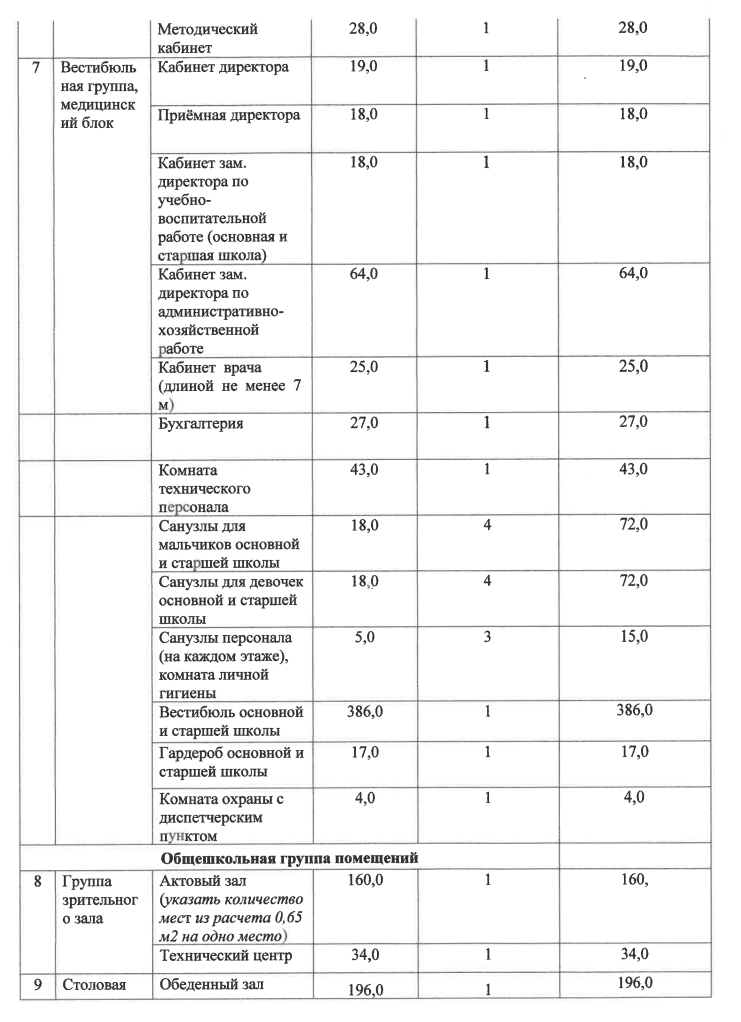 Методический 28,0 1 28,0
кабинет
7 Вестибюль Кабинет директора 19,0 1 19,0
ная группа,
медицинск Приёмная директора 18,0 1 18,0
ий блок
Кабинет зам. 18,0 1 18,0
директора по
учебно-
воспитательной
работе (основная и
старшая школа)
Кабинет зам. 64,0 1 64,0
директора по
административно-
хозяйственной
работе
Кабинет врача 25,0 1 25,0
(длиной не менее 7
м)
Бухгалтерия 27,0 1 27,0
Комната 43,0 1 43,0
технического
персонала
Санузлы для 18,0 4 72,0
мальчиков основной
и старшей школы
Санузлы для девочек 18,0 4 72,0
основной и старшей
школы
Санузлы персонала 5,0 3 15,0
(на каждом этаже),
комната личной
гигиены
Вестибюль основной 386,0 1 386,0
и старшей школы
Гардероб основной и 17,0 1 17,0
старшей школы
Комната охраны с 4,0 1 4,0
диспетчерским
пунктом
Общешкольная группа помещений
8 Группа Актовый зал 160,0 1 160,
зрительног (указать количество
о зала мест из расчета 0,65
м2 на одно место)
Технический центр 34,0 1 34,0
9 Столовая Обеденный зал 196,0 1 196,0